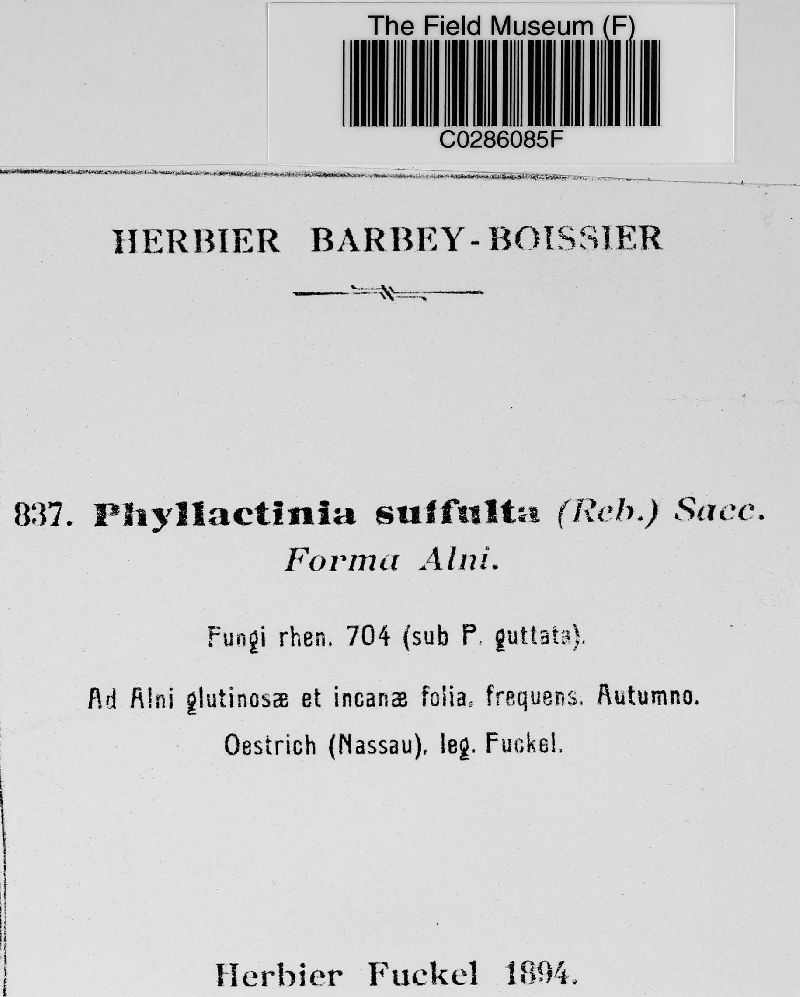 The Field Museum (F)
C0286085F
HERBIER BARBEY-BOISSIER
837. Phyllactinia suffulta (Reb.) Sacc.
Forma Alni.
Fungi rhen. 704 (sub P. guttata).
Ad Alni glutinosæ et incanæ folia, frequens. Autumno.
Oestrich (Nassau), leg. Fuckel.
Herbier Fuckel 1894.